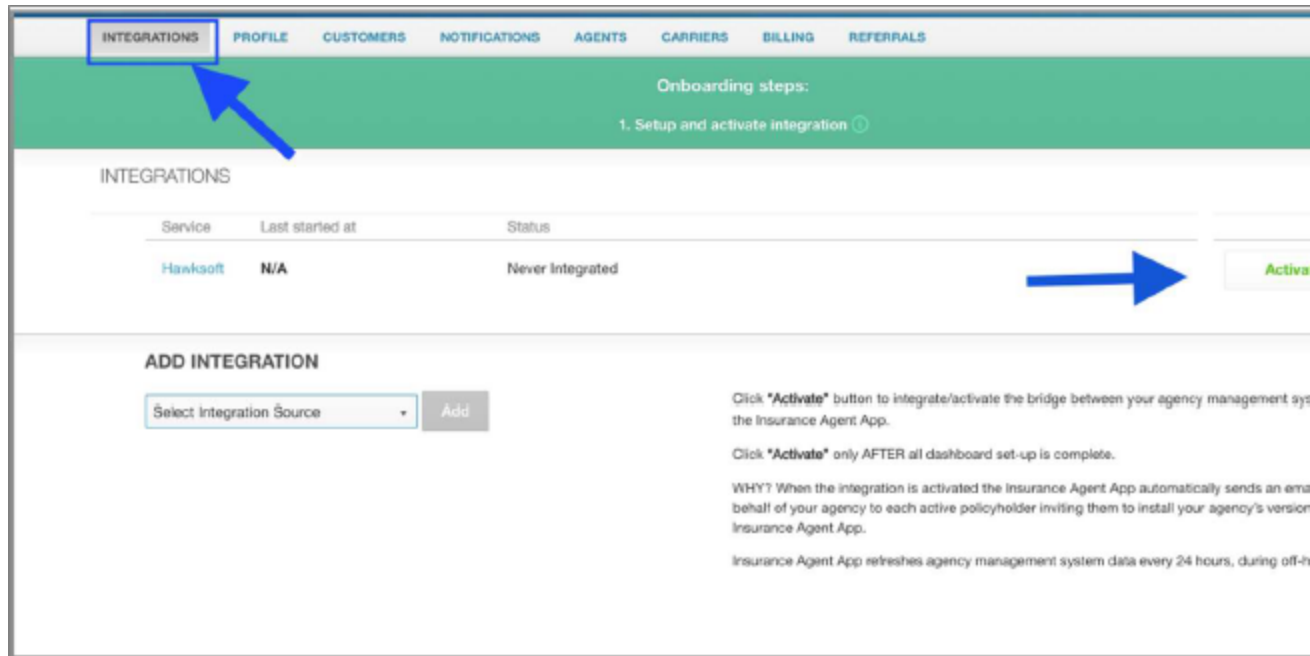 INTEGRATIONS PROFILE CUSTOMERS NOTIFICATIONS AGENTS CARRIERS BILLING REFERRALS
Onboarding steps:
1. Setup and activate integration
INTEGRATIONS
Service Last started at Status
Hawksoft N/A Never Integrated Activa
ADD INTEGRATION
Select Integration Source Add
Click "Activate" button to integrate/activate the bridge between your agency management sys
the Insurance Agent App.
Click "Activate" only AFTER all dashboard set-up is complete.
WHY? When the integration is activated the Insurance Agent App automatically sends an ema
behalf of your agency to each active policyholder inviting them to install your agency's version
Insurance Agent App.
Insurance Agent App refreshes agency management system data every 24 hours, during off-h